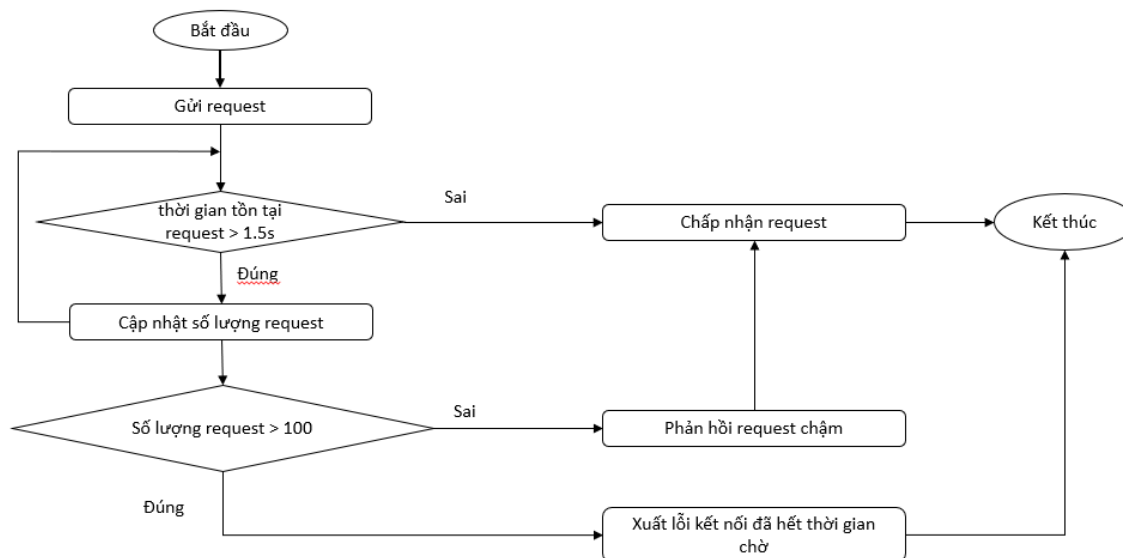 Bắt đầu
Gửi request
thời gian tồn tại
request > 1.5s
Sai
Chấp nhận request
Kết thúc
Đúng
Cập nhật số lượng request
Số lượng request > 100
Sai
Phản hồi request chậm
Đúng
Xuất lỗi kết nối đã hết thời gian
chờ